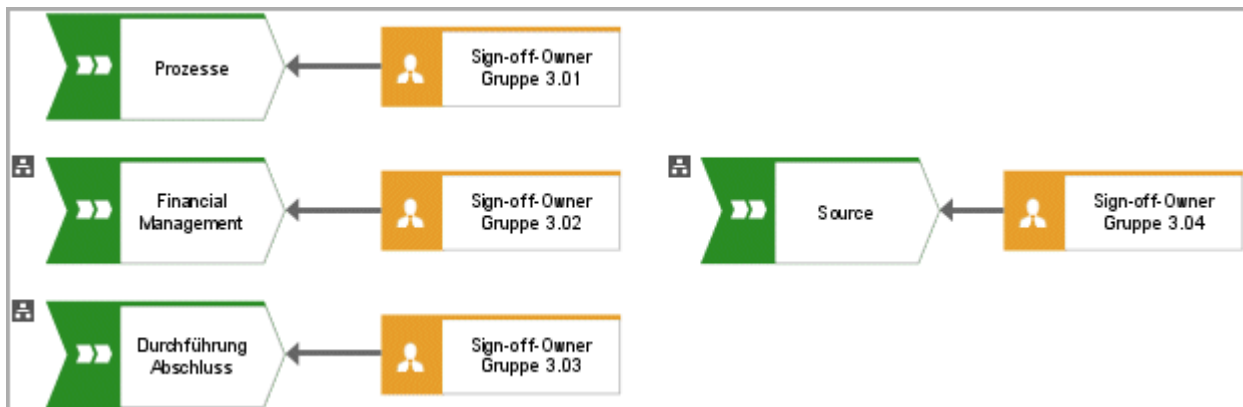 Prozesse
Sign-off-Owner
Gruppe 3.01
Financial
Management
Sign-off-Owner
Gruppe 3.02
Source
Sign-off-Owner
Gruppe 3.04
Durchführung
Abschluss
Sign-off-Owner
Gruppe 3.03